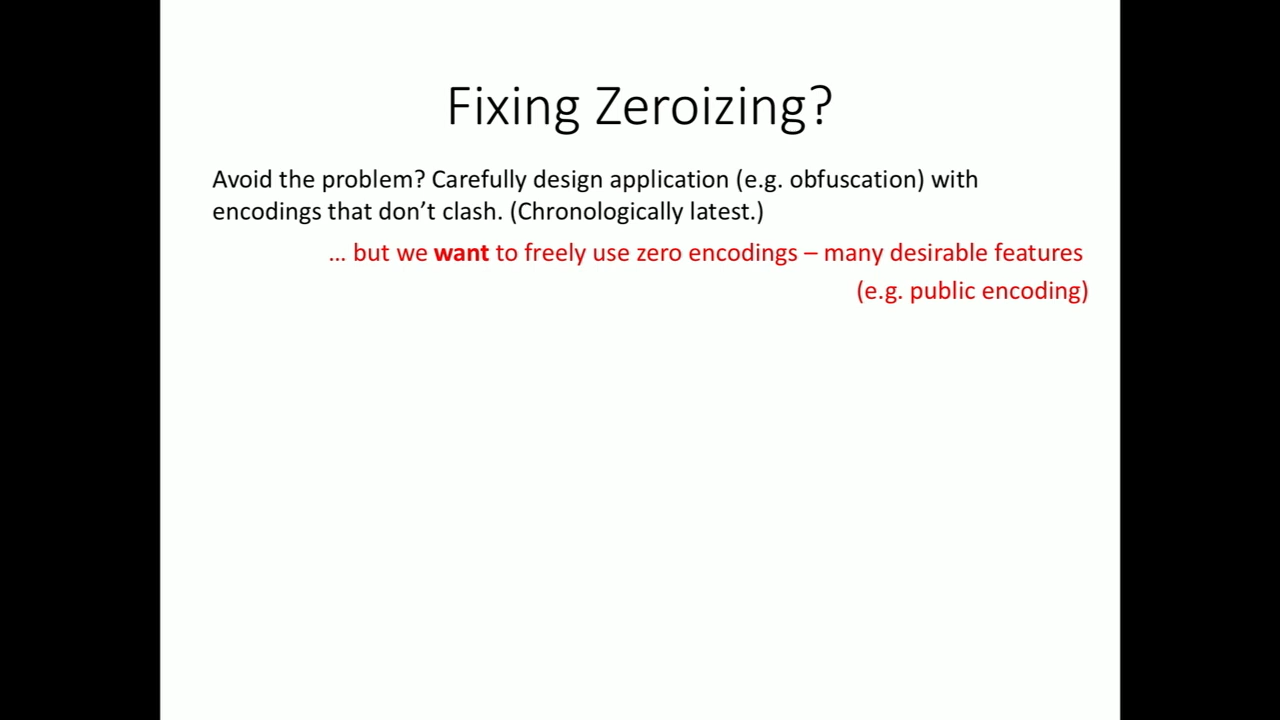 Fixing Zeroizing?
Avoid the problem? Carefully design application (e.g. obfuscation) with
encodings that don’t clash. (Chronologically latest.)
... but we want to freely use zero encodings – many desirable features
(e.g. public encoding)